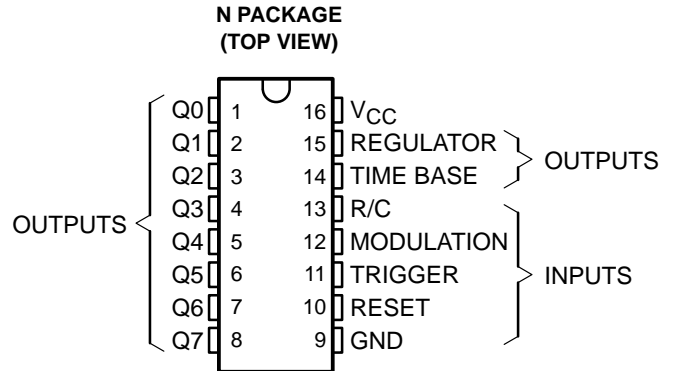 N PACKAGE
(TOP VIEW)
Q0 1 16 VCC
Q1 2 15 REGULATOR
Q2 3 14 TIME BASE
Q3 4 13 R/C
Q4 5 12 MODULATION
Q5 6 11 TRIGGER
Q6 7 10 RESET
Q7 8 9 GND
OUTPUTS
OUTPUTS
INPUTS